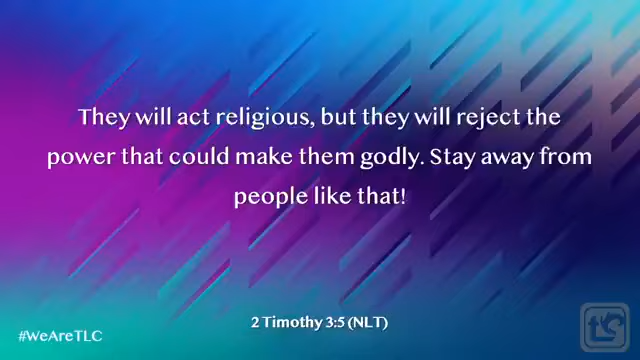 They will act religious, but they will reject the
power that could make them godly. Stay away from
people like that!
2 Timothy 3:5 (NLT)
#WeAreTLC